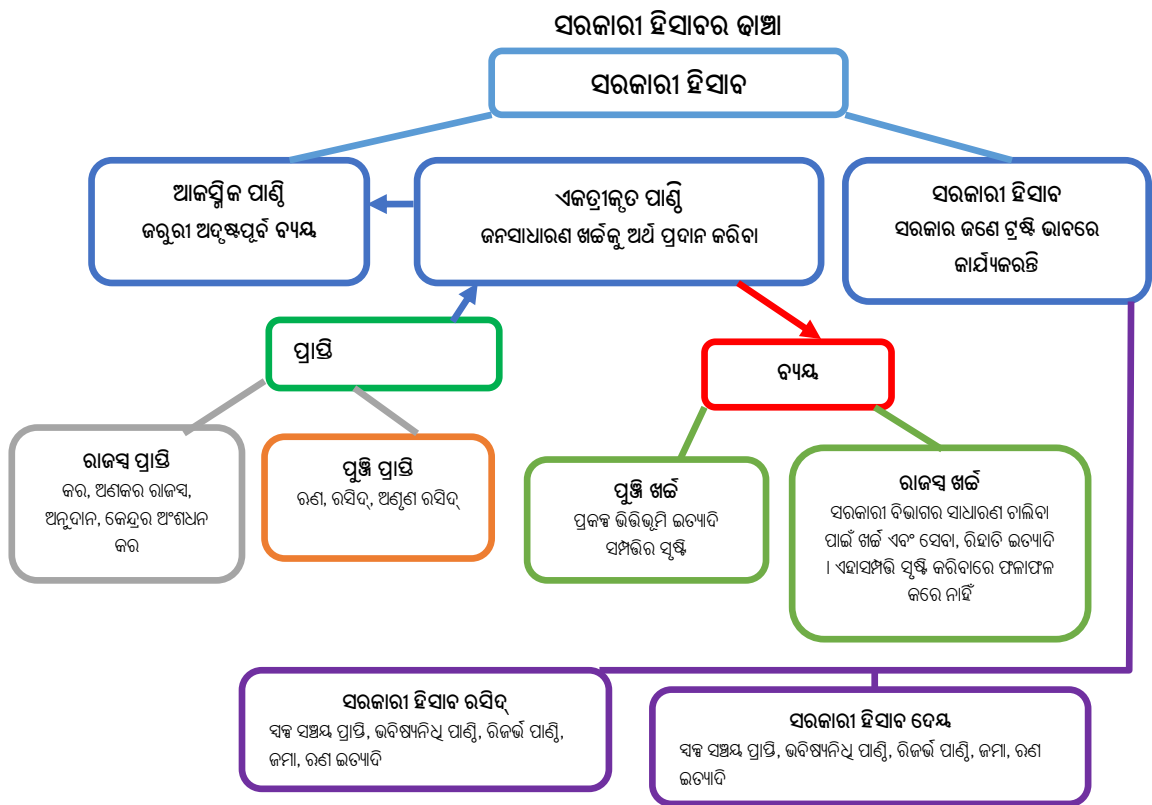 ସରକାରୀ ହିସାବର ଢାଞ୍ଚା
ସରକାରୀ ହିସାବ
ଆକସ୍ମିକ ପାଣ୍ଠି
ଜରୁରୀ ଅଦୃଷ୍ଟପୂର୍ବ ବ୍ୟୟ
ଏକତ୍ରୀକୃତ ପାଣ୍ଠି
ଜନସାଧାରଣ ଖର୍ଚ୍ଚକୁ ଅର୍ଥ ପ୍ରଦାନ କରିବା
ସରକାରୀ ହିସାବ
ସରକାର ଜଣେ ଟ୍ରଷ୍ଟି ଭାବରେ
କାର୍ଯ୍ୟକରନ୍ତି
ପ୍ରାପ୍ତି
ବ୍ୟୟ
ରାଜସ୍ୱ ପ୍ରାପ୍ତି
କର, ଅଣକର ରାଜସ୍ୱ,
ଅନୁଦାନ, କେନ୍ଦ୍ରର ଅଂଶଧନ
କର
ପୁଞ୍ଜି ପ୍ରାପ୍ତି
ଋଣ, ରସିଦ୍, ଅଣୃଣ ରସିଦ୍
ପୁଞ୍ଜି ଖର୍ଚ୍ଚ
ପ୍ରକଳ୍ପ ଭିତ୍ତିଭୂମି ଇତ୍ୟାଦି
ସମ୍ପତ୍ତିର ସୃଷ୍ଟି
ରାଜସ୍ୱ ଖର୍ଚ୍ଚ
ସରକାରୀ ବିଭାଗର ସାଧାରଣ ଚାଲିବା
ପାଇଁ ଖର୍ଚ୍ଚ ଏବଂ ସେବା, ରିହାତି ଇତ୍ୟାଦି
। ଏହାସମ୍ପତ୍ତି ସୃଷ୍ଟି କରିବାରେ ଫଳାଫଳ
କରେ ନାହିଁ
ସରକାରୀ ହିସାବ ରସିଦ୍
ସ୍ୱଳ୍ପ ସଞ୍ଚୟ ପ୍ରାପ୍ତି, ଭବିଷ୍ୟନିଧି ପାଣ୍ଠି, ରିଜର୍ଭ ପାଣ୍ଠି,
ଜମା, ଋଣ ଇତ୍ୟାଦି
ସରକାରୀ ହିସାବ ଦେୟ
ସ୍ୱଳ୍ପ ସଞ୍ଚୟ ପ୍ରାପ୍ତି, ଭବିଷ୍ୟନିଧି ପାଣ୍ଠି, ରିଜର୍ଭ ପାଣ୍ଠି, ଜମା, ଋଣ
ଇତ୍ୟାଦି